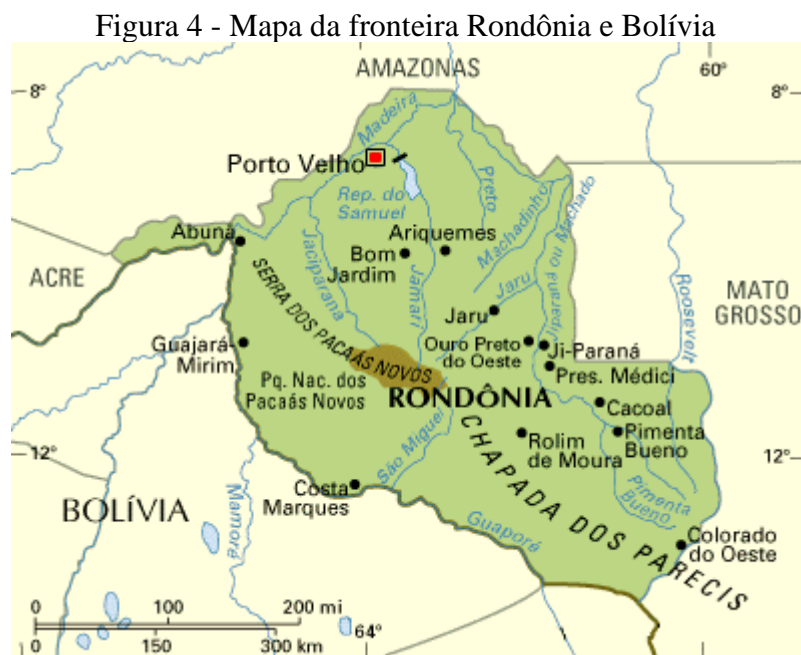 Figura 4 - Mapa da fronteira Rondônia e Bolívia
AMAZONAS
60°
8°
8°
Madeira
Porto Velho
Preto
Rep. do
Samuel
Machadinho
Jiparaná ou Machado
Abunã
Ariquemes
Bom
Jardim
Jaciparana
Jamari
ACRE
SERRA DOS PACAÁS NOVOS
Jaru
Jaru
Roosevelt
MATO
GROSSO
Guajará-
Mirim
Ouro Preto
do Oeste
Ji-Paraná
Pres. Médici
Pq. Nac. dos
Pacaás Novos
RONDÔNIA
Cacoal
Pimenta
Bueno
Rolim
de Moura
São Miguel
12°
12°
CHAPADA DOS PARECIS
Costa
Marques
Pimenta
Bueno
BOLÍVIA
Mamoré
Guaporé
Colorado
do Oeste
0 100 200 mi
0 150 300 km
64°